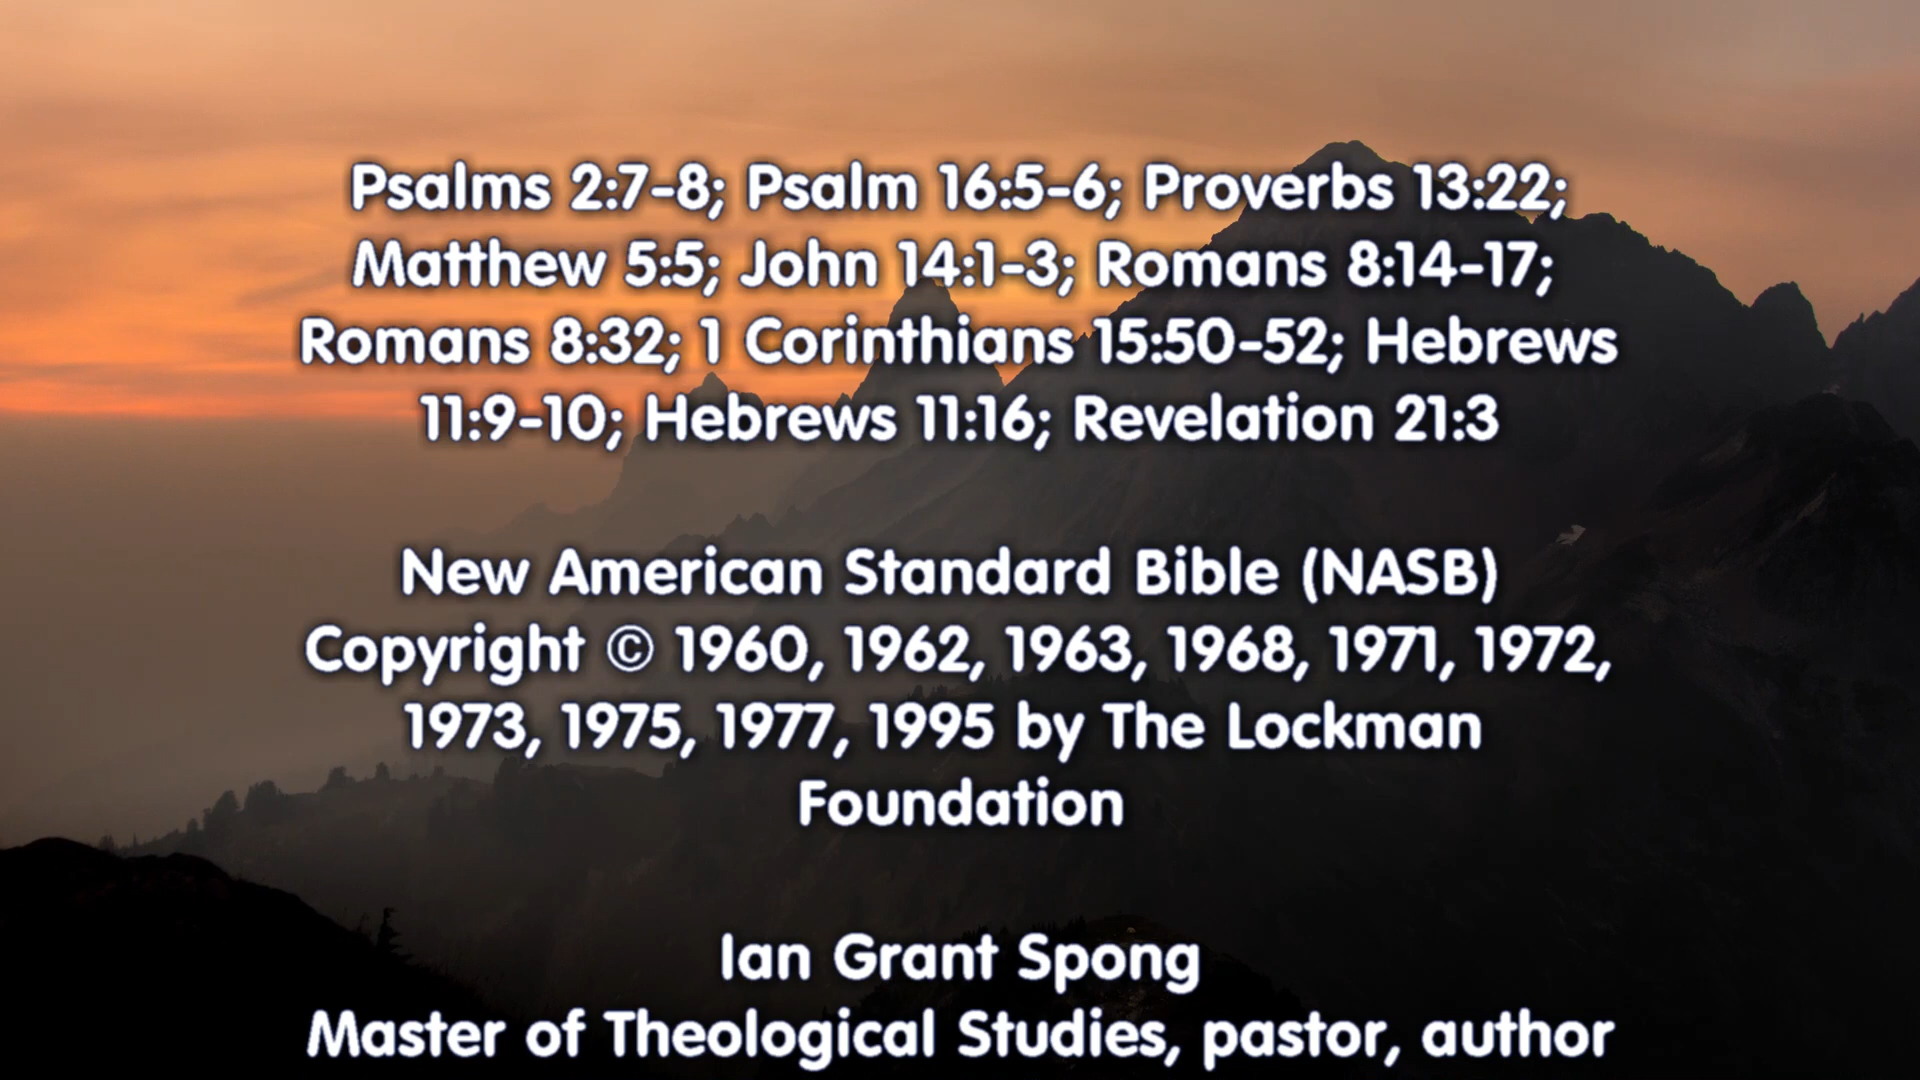 Psalms 2:7-8; Psalm 16:5-6; Proverbs 13:22;
Matthew 5:5; John 14:1-3; Romans 8:14-17;
Romans 8:32; 1 Corinthians 15:50-52; Hebrews
11:9-10; Hebrews 11:16; Revelation 21:3
New American Standard Bible (NASB)
Copyright © 1960, 1962, 1963, 1968, 1971, 1972,
1973, 1975, 1977, 1995 by The Lockman
Foundation
Ian Grant Spong
Master of Theological Studies, pastor, author